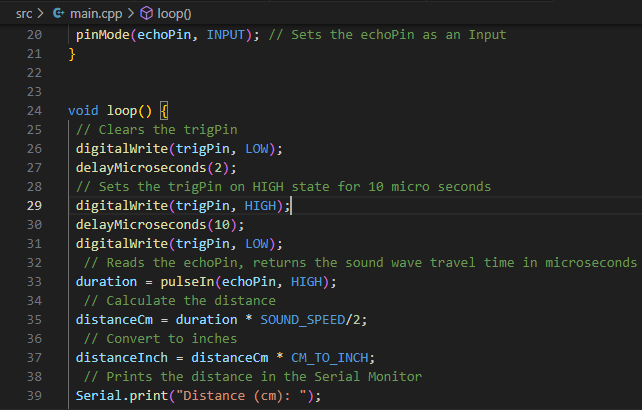 src > main.cpp > loop()
20 pinMode(echoPin, INPUT); // Sets the echoPin as an Input
21 }
22
23
24 void loop() {
25 // Clears the trigPin
26 digitalWrite(trigPin, LOW);
27 delayMicroseconds(2);
28 // Sets the trigPin on HIGH state for 10 micro seconds
29 digitalWrite(trigPin, HIGH);
30 delayMicroseconds(10);
31 digitalWrite(trigPin, LOW);
32 // Reads the echoPin, returns the sound wave travel time in microseconds
33 duration = pulseIn(echoPin, HIGH);
34 // Calculate the distance
35 distanceCm = duration * SOUND_SPEED/2;
36 // Convert to inches
37 distanceInch = distanceCm * CM_TO_INCH;
38 // Prints the distance in the Serial Monitor
39 Serial.print("Distance (cm): ");